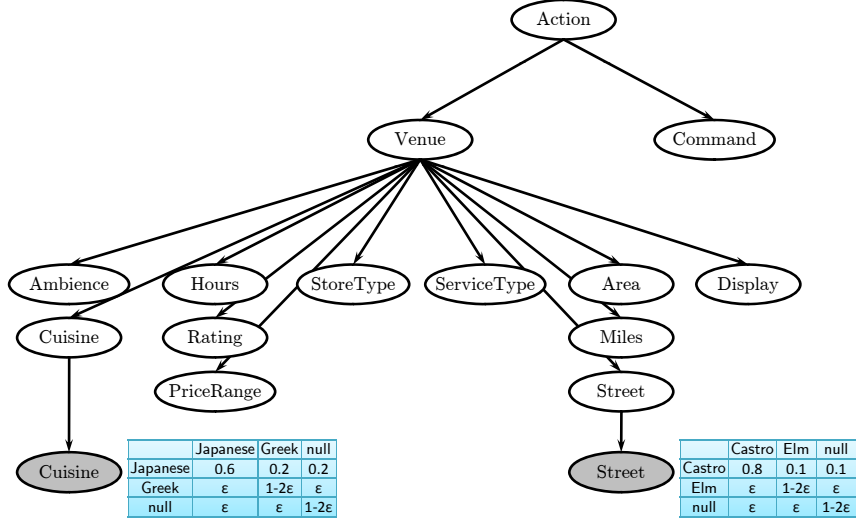 Action
Venue
Command
Ambience
Hours
StoreType
ServiceType
Area
Display
Cuisine
Rating
Miles
PriceRange
Street
Cuisine
Japanese Greek null
Japanese 0.6 0.2 0.2
Greek ε 1-2ε ε
null ε ε 1-2ε
Street
Castro Elm null
Castro 0.8 0.1 0.1
Elm ε 1-2ε ε
null ε ε 1-2ε